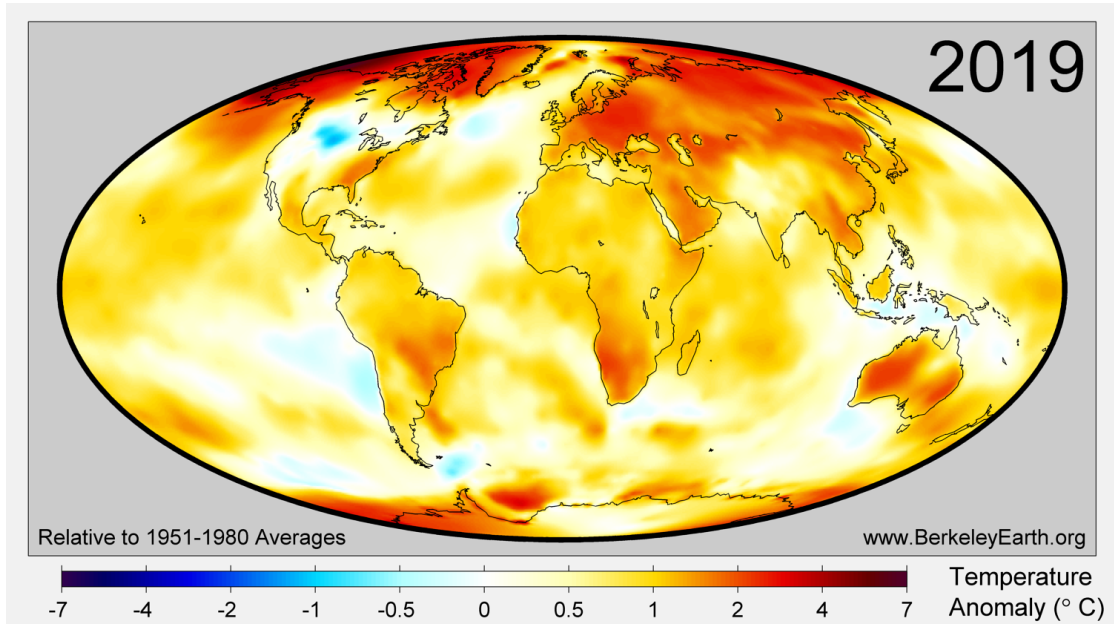 2019
Relative to 1951-1980 Averages
www.BerkeleyEarth.org
-7 -4 -2 -1 -0.5 0 0.5 1 2 4 7
Temperature
Anomaly (° C)